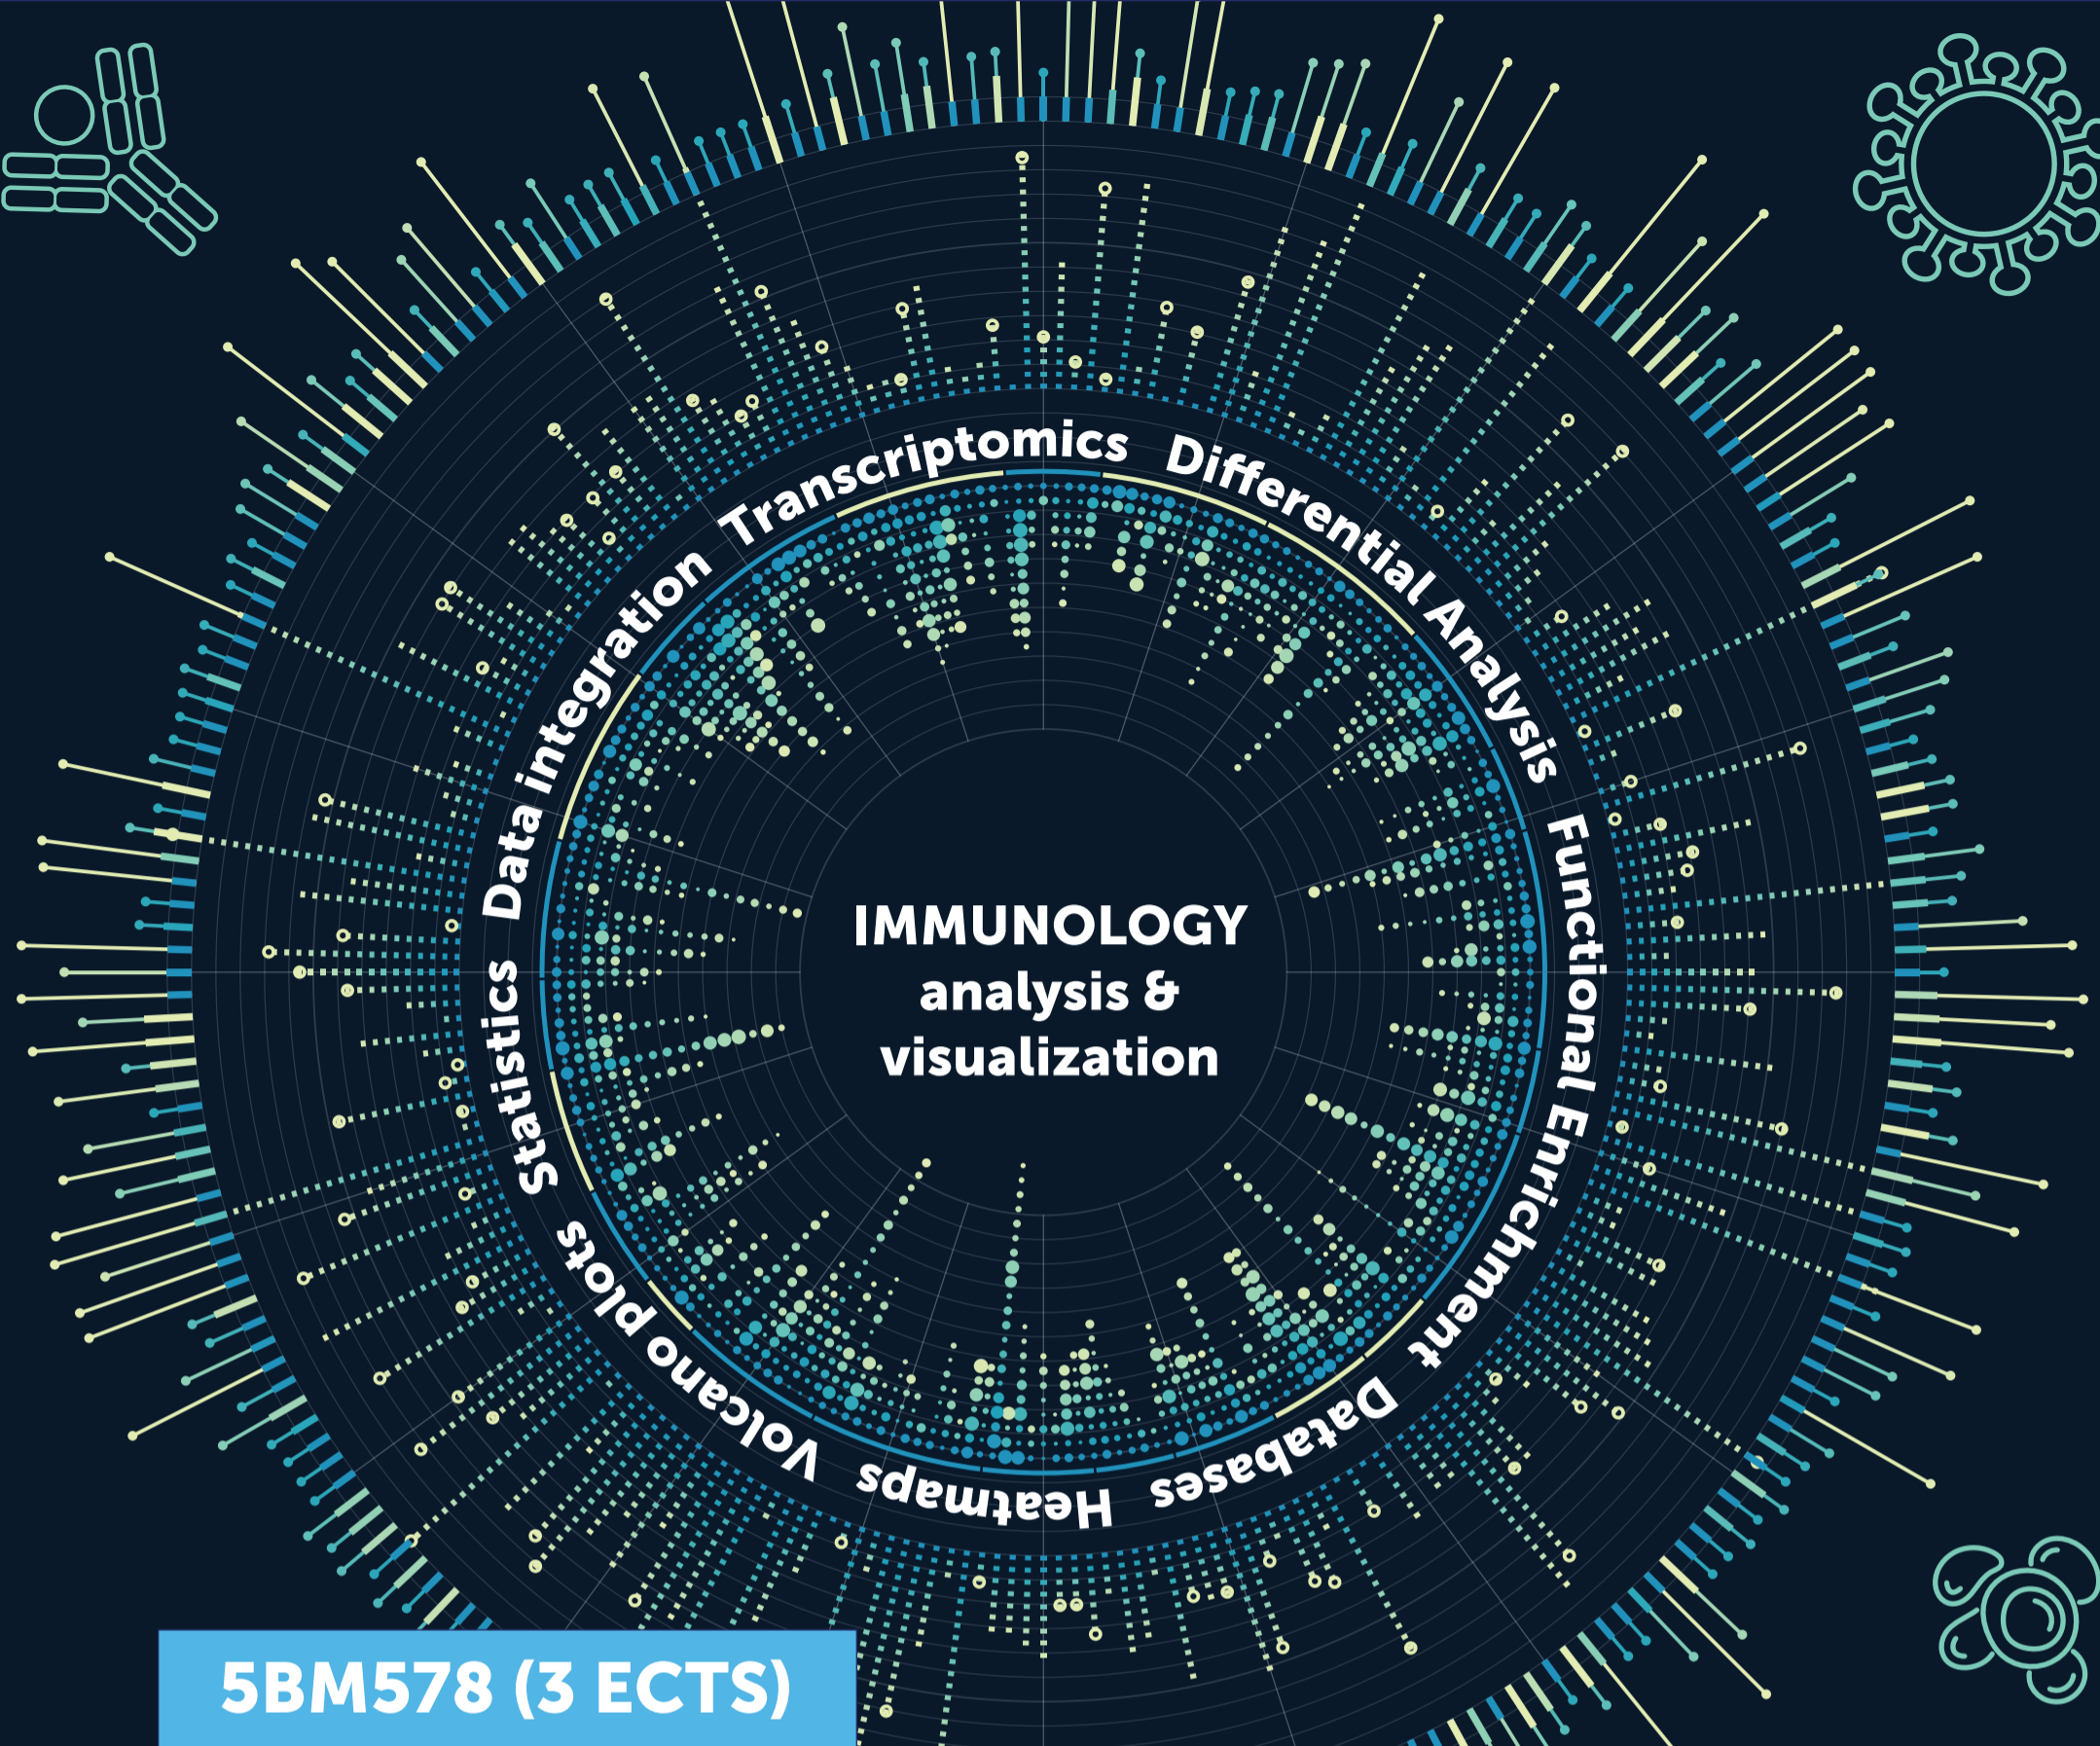 Transcriptomics
Differential Analysis
Functional Enrichment
Databases
Heatmaps
Volcano plots
Statistics
Data integration
IMMUNOLOGY
analysis &
visualization
5BM578 (3 ECTS)